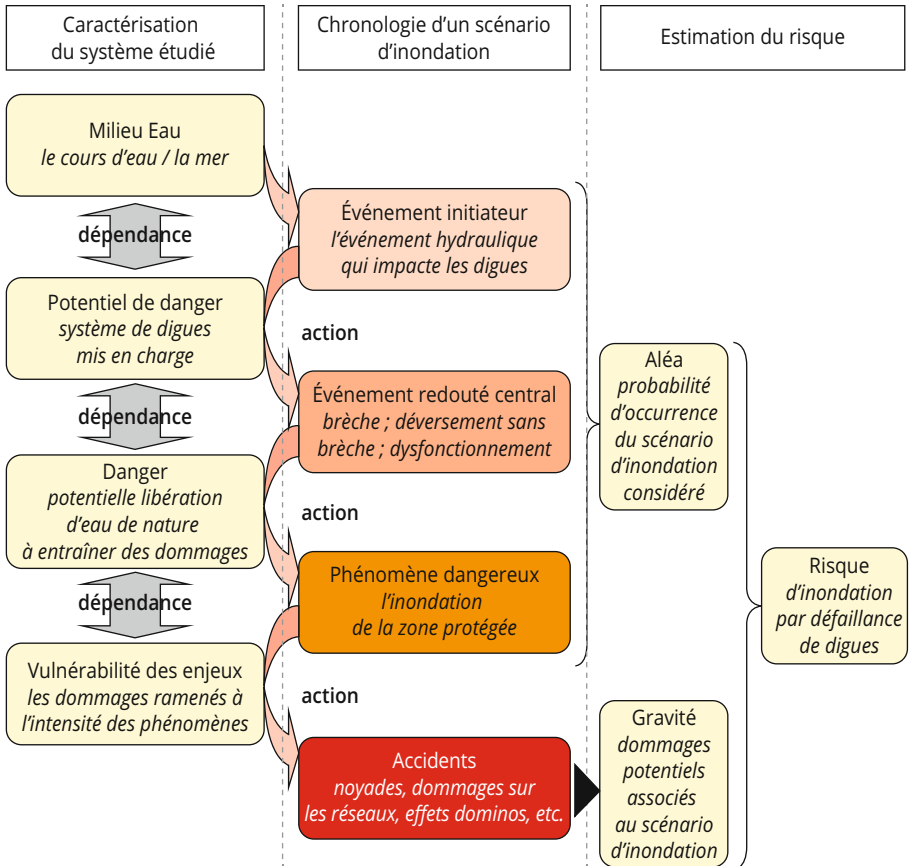 Caractérisation
du système étudié
Chronologie d'un scénario
d'inondation
Estimation du risque
Milieu Eau
le cours d'eau / la mer
dépendance
Potentiel de danger
système de digues
mis en charge
dépendance
Danger
potentielle libération
d'eau de nature
à entraîner des dommages
dépendance
Vulnérabilité des enjeux
les dommages ramenés à
l'intensité des phénomènes
Événement initiateur
l'événement hydraulique
qui impacte les digues
action
Événement redouté central
brèche ; déversement sans
brèche ; dysfonctionnement
action
Phénomène dangereux
l'inondation
de la zone protégée
action
Accidents
noyades, dommages sur
les réseaux, effets dominos, etc.
Aléa
probabilité
d'occurrence
du scénario
d'inondation
considéré
Gravité
dommages
potentiels
associés
au scénario
d'inondation
Risque
d'inondation
par défaillance
de digues